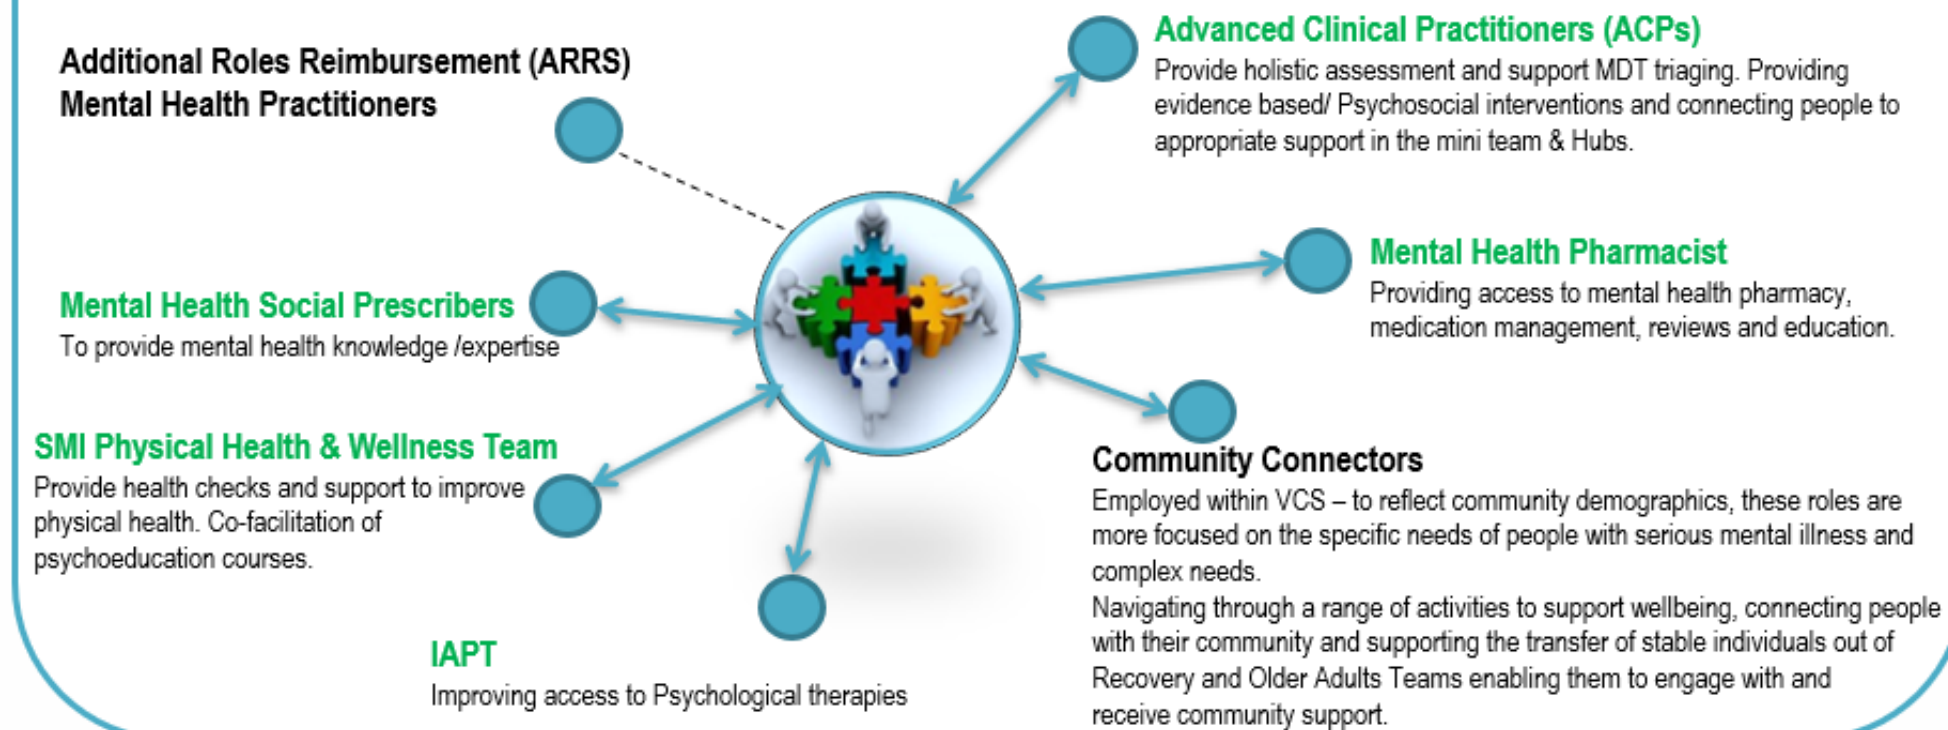 Additional Roles Reimbursement (ARRS)
Mental Health Practitioners
Advanced Clinical Practitioners (ACPs)
Provide holistic assessment and support MDT triaging. Providing
evidence based/ Psychosocial interventions and connecting people to
appropriate support in the mini team & Hubs.
Mental Health Social Prescribers
To provide mental health knowledge /expertise
Mental Health Pharmacist
Providing access to mental health pharmacy,
medication management, reviews and education.
SMI Physical Health & Wellness Team
Provide health checks and support to improve
physical health. Co-facilitation of
psychoeducation courses.
Community Connectors
Employed within VCS – to reflect community demographics, these roles are
more focused on the specific needs of people with serious mental illness and
complex needs.
Navigating through a range of activities to support wellbeing, connecting people
with their community and supporting the transfer of stable individuals out of
Recovery and Older Adults Teams enabling them to engage with and
receive community support.
IAPT
Improving access to Psychological therapies